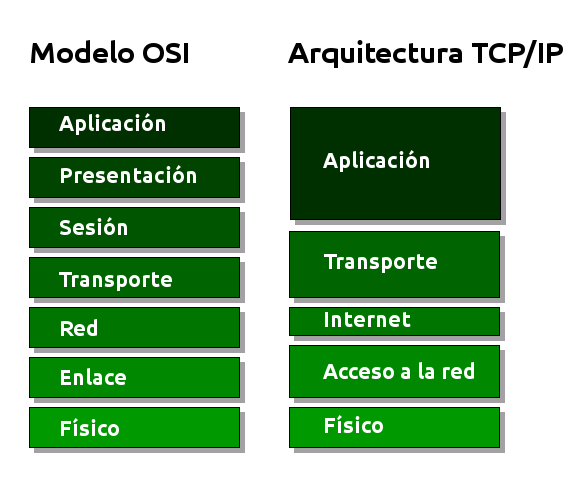 Modelo OSI
Aplicación
Presentación
Sesión
Transporte
Red
Enlace
Físico
Arquitectura TCP/IP
Aplicación
Transporte
Internet
Acceso a la red
Físico